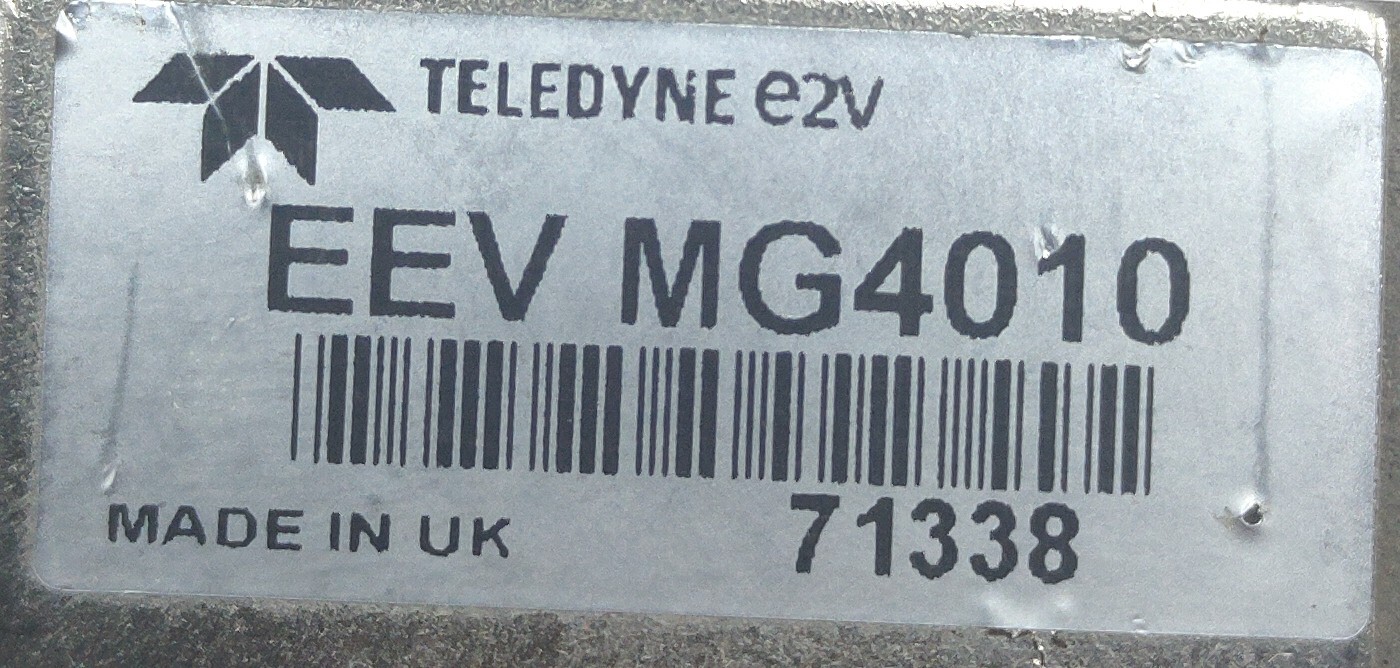 TELEDYNE e2v
EEV MG4010
MADE IN UK 71338